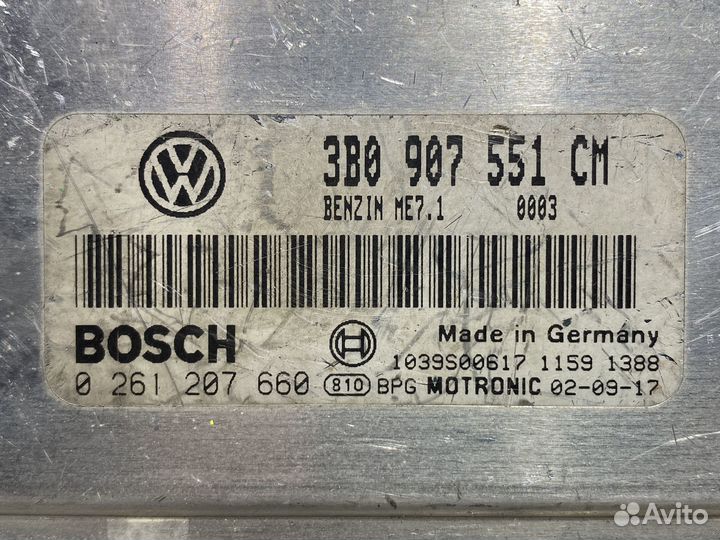 3B0 907 551 CM
BENZIN ME7.1 0003
BOSCH
Made in Germany
1039S00617 1159 1388
0 261 207 660 810 BPG MOTRONIC 02-09-17
Avito